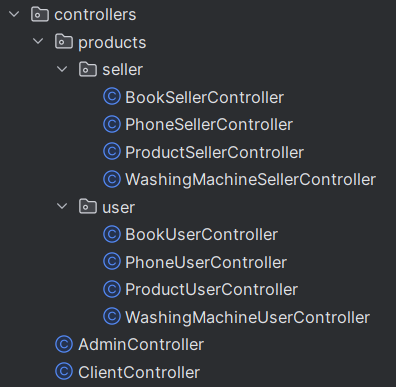 controllers
products
seller
BookSellerController
PhoneSellerController
ProductSellerController
WashingMachineSellerController
user
BookUserController
PhoneUserController
ProductUserController
WashingMachineUserController
AdminController
ClientController